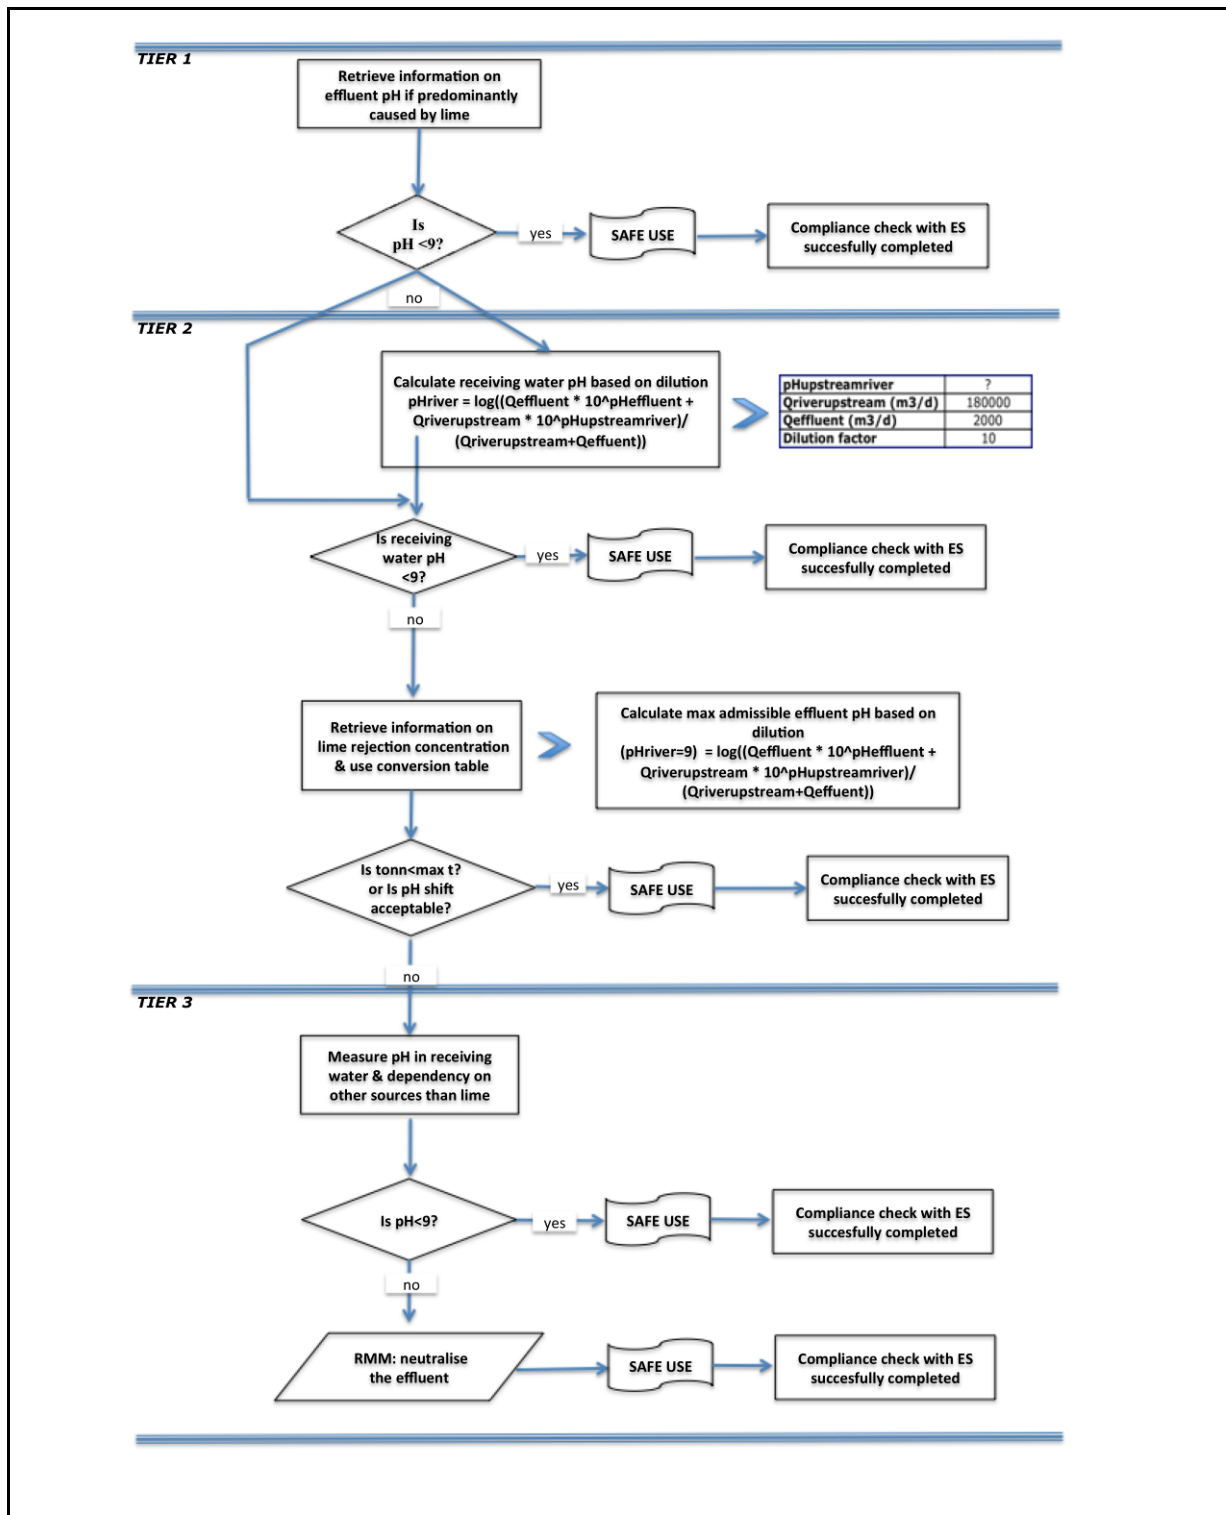 TIER 1
Retrieve information on
effluent pH if predominantly
caused by lime
Is
pH <9?
yes
SAFE USE
Compliance check with ES
succesfully completed
no
TIER 2
Calculate receiving water pH based on dilution
pHriver = log((Qeffluent * 10^pHeffluent +
Qriverupstream * 10^pHupstreamriver)/
(Qriverupstream+Qeffuent))
pHupstreamriver ?
Qriverupstream (m3/d) 180000
Qeffluent (m3/d) 2000
Dilution factor 10
Is receiving
water pH
<9?
yes
SAFE USE
Compliance check with ES
succesfully completed
no
Retrieve information on
lime rejection concentration
& use conversion table
Calculate max admissible effluent pH based on
dilution
(pHriver=9) = log((Qeffluent * 10^pHeffluent +
Qriverupstream * 10^pHupstreamriver)/
(Qriverupstream+Qeffuent))
Is tonn<max t?
or Is pH shift
acceptable?
yes
SAFE USE
Compliance check with ES
succesfully completed
no
TIER 3
Measure pH in receiving
water & dependency on
other sources than lime
Is pH<9?
yes
SAFE USE
Compliance check with ES
succesfully completed
no
RMM: neutralise
the effluent
SAFE USE
Compliance check with ES
succesfully completed